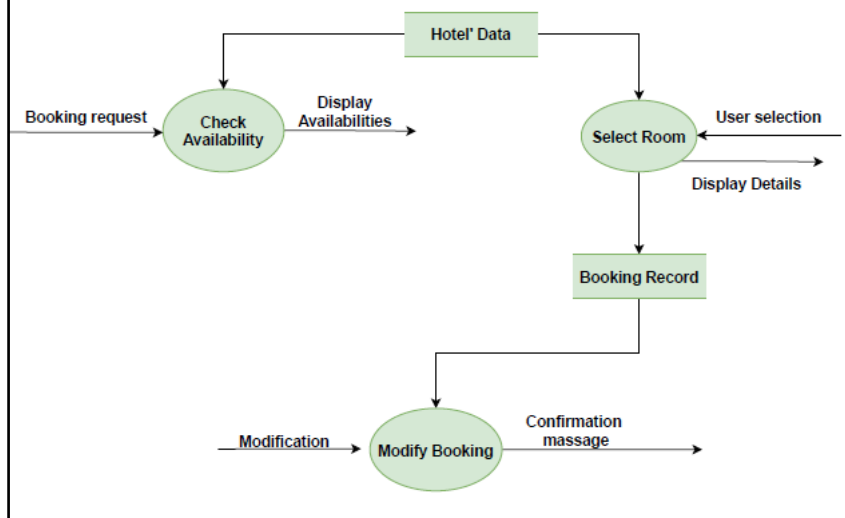 Hotel' Data
Booking request
Display
Availabilities
Check
Availability
User selection
Select Room
Display Details
Booking Record
Modification
Modify Booking
Confirmation
massage